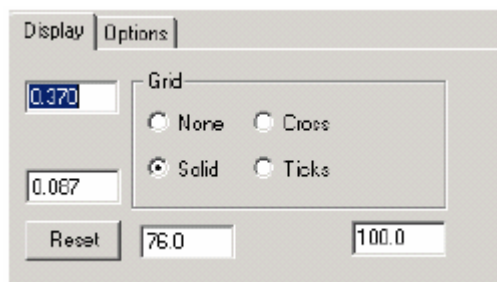 Display Options
0.370
Grid
None Cross
Solid Ticks
0.087
Reset 76.0 100.0